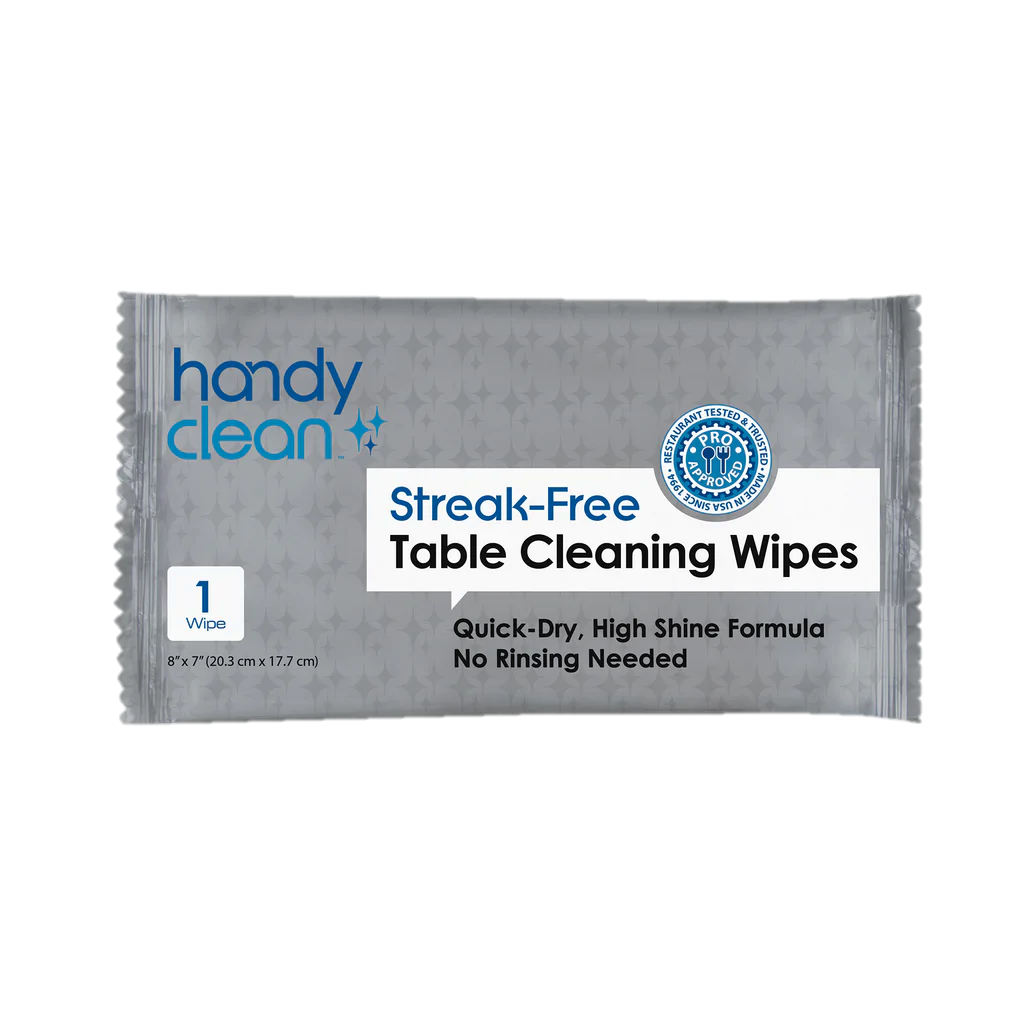 handy
clean™
RESTAURANT TESTED & TRUSTED • MADE IN USA SINCE 1994 •
PRO
APPROVED
Streak-Free
Table Cleaning Wipes
1
Wipe
Quick-Dry, High Shine Formula
No Rinsing Needed
8" x 7" (20.3 cm x 17.7 cm)